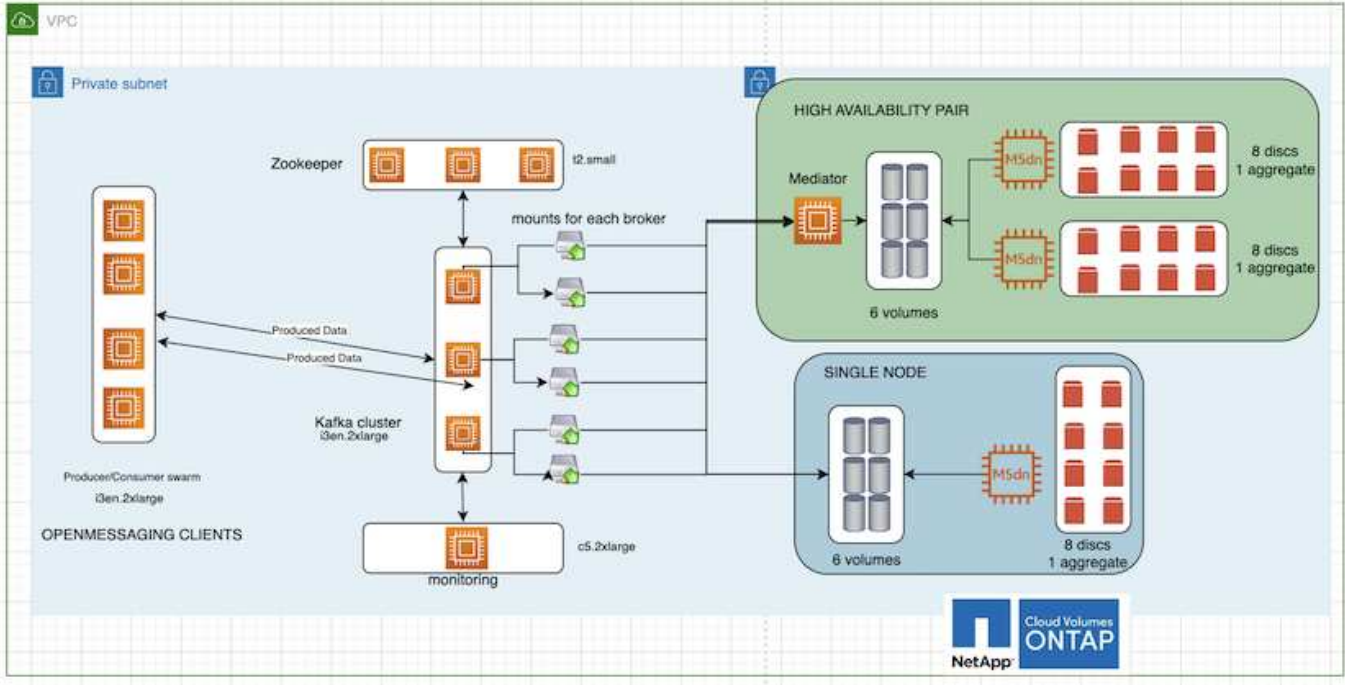 VPC
Private subnet
HIGH AVAILABILITY PAIR
Zookeeper
t2.small
M5dn
8 discs
1 aggregate
Mediator
mounts for each broker
M5dn
8 discs
1 aggregate
6 volumes
Produced Data
Produced Data
SINGLE NODE
Kafka cluster
i3en.2xlarge
M5dn
Producer/Consumer swarm
i3en.2xlarge
OPENMESSAGING CLIENTS
c5.2xlarge
monitoring
6 volumes
8 discs
1 aggregate
NetApp
Cloud Volumes
ONTAP